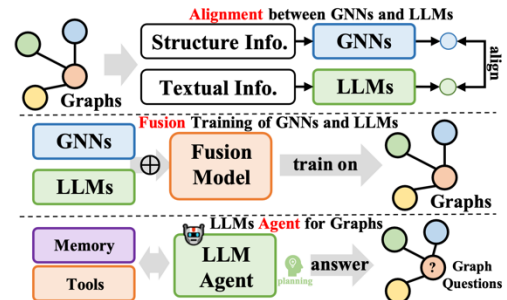 Alignment between GNNs and LLMs
Structure Info.
GNNs
Textual Info.
LLMs
align
Graphs
Fusion Training of GNNs and LLMs
GNNs
LLMs
Fusion
Model
train on
Graphs
LLMs Agent for Graphs
Memory
Tools
LLM
Agent
planning
answer
?
Graph
Questions